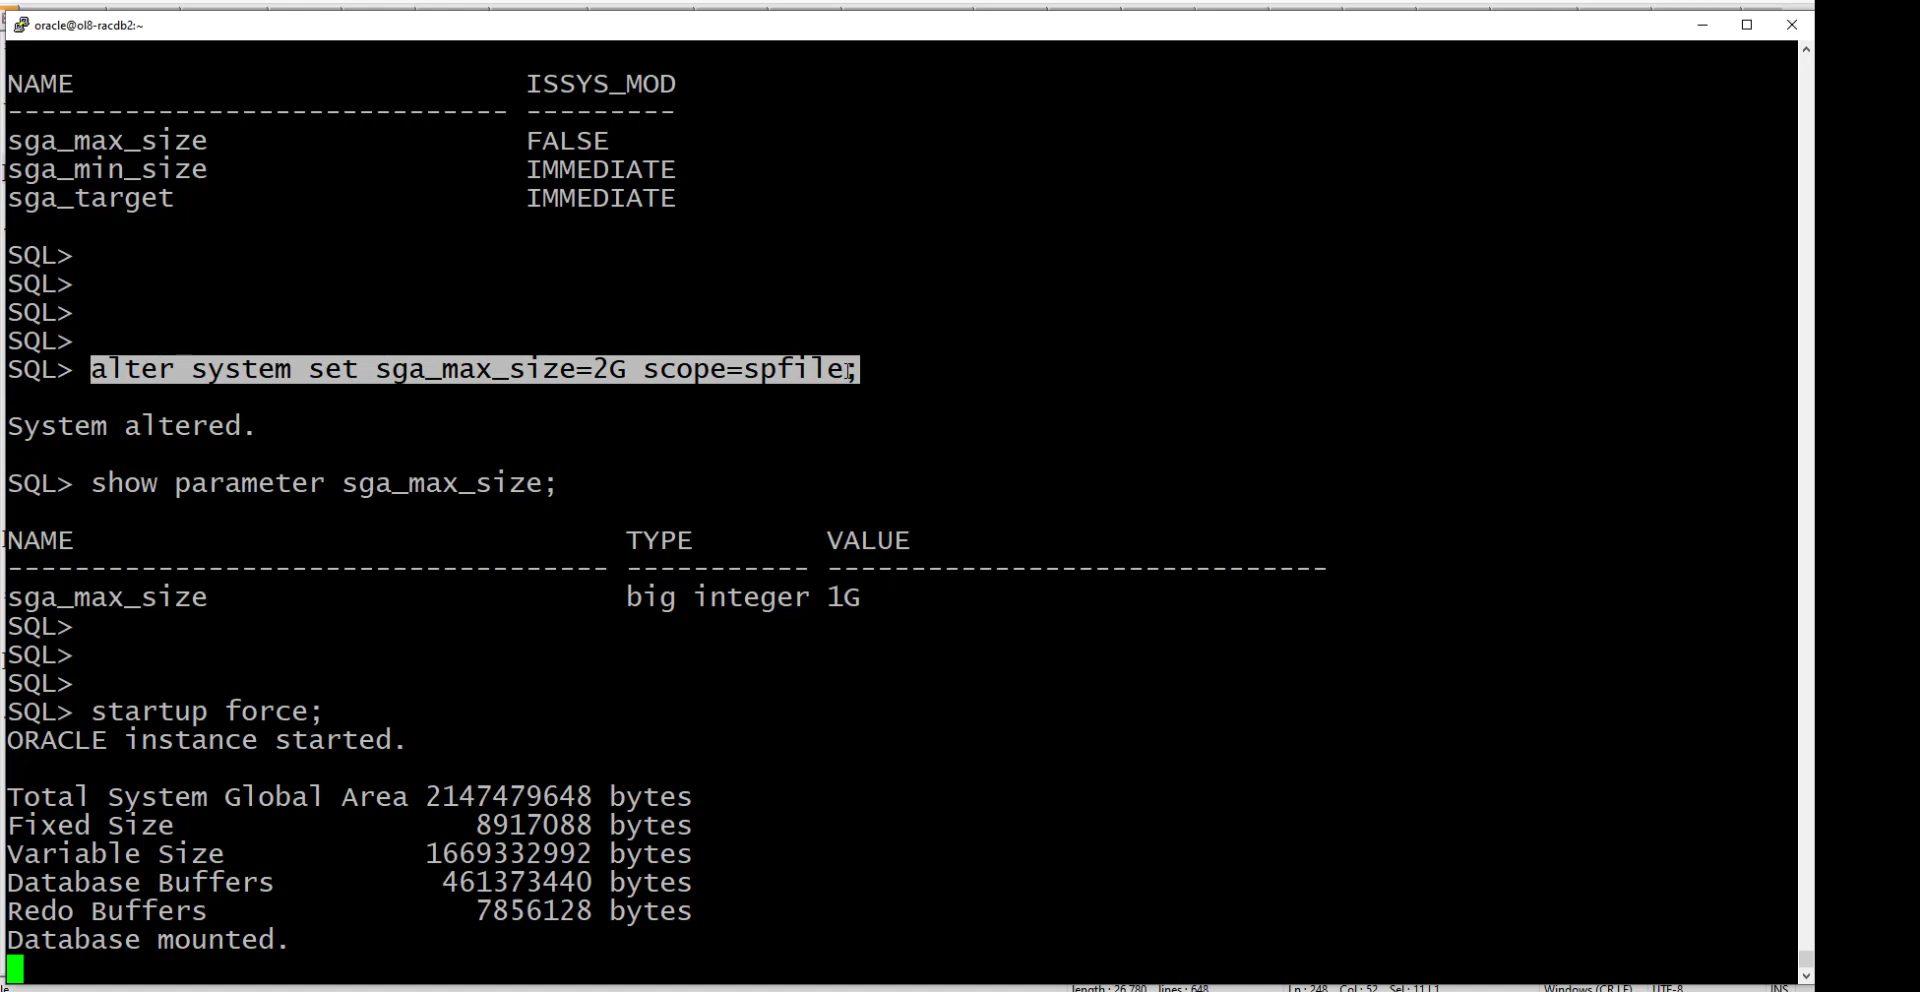 oracle@ol8-racdb2:~
NAME                           ISSYS_MOD
------------------------------ ---------
sga_max_size                   FALSE
sga_min_size                   IMMEDIATE
sga_target                     IMMEDIATE
SQL>
SQL>
SQL>
SQL>
SQL> alter system set sga_max_size=2G scope=spfile;
System altered.
SQL> show parameter sga_max_size;
NAME                                 TYPE        VALUE
------------------------------------ ----------- ------------------------------
sga_max_size                         big integer 1G
SQL>
SQL>
SQL>
SQL> startup force;
ORACLE instance started.
Total System Global Area 2147479648 bytes
Fixed Size                  8917088 bytes
Variable Size            1669332992 bytes
Database Buffers          461373440 bytes
Redo Buffers                7856128 bytes
Database mounted.
length : 26,780 lines : 648 Ln : 248 Col : 52 Sel : 11 | 1 Windows (CR LF) UTF-8 INS